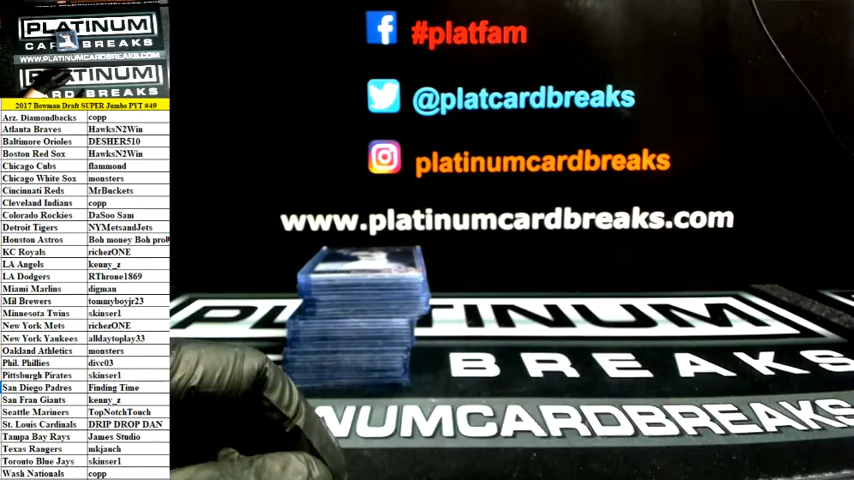 PLATINUM
CARD BREAKS
WWW.PLATINUMCARDBREAKS.COM
PLATINUM
ARD BREAKS
2017 Bowman Draft SUPER Jumbo PYT #49
Arz. Diamondbacks copp
Atlanta Braves HawksN2Win
Baltimore Orioles DESHER510
Boston Red Sox HawksN2Win
Chicago Cubs flammond
Chicago White Sox monsters
Cincinnati Reds MrBuckets
Cleveland Indians copp
Colorado Rockies DaSoo Sam
Detroit Tigers NYMetsandJets
Houston Astros Boh money Boh prob
KC Royals richezONE
LA Angels kenny_z
LA Dodgers RThrone1869
Miami Marlins digman
Mil Brewers tommyboyjr23
Minnesota Twins skinser1
New York Mets richezONE
New York Yankees alldaytoplay33
Oakland Athletics monsters
Phil. Phillies divc03
Pittsburgh Pirates skinser1
San Diego Padres Finding Time
San Fran Giants kenny_z
Seattle Mariners TopNotchTouch
St. Louis Cardinals DRIP DROP DAN
Tampa Bay Rays James Studio
Texas Rangers mkjauch
Toronto Blue Jays skinser1
Wash Nationals copp
#platfam
@platcardbreaks
platinumcardbreaks
www.platinumcardbreaks.com
PLATINUM
BREAKS
NUMCARDBREAKS